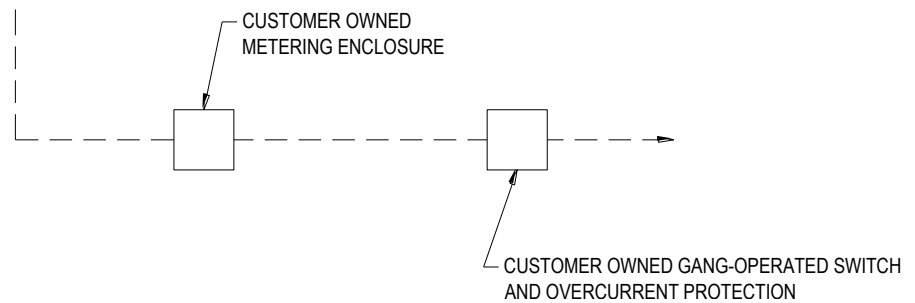 CUSTOMER OWNED
METERING ENCLOSURE
CUSTOMER OWNED GANG-OPERATED SWITCH
AND OVERCURRENT PROTECTION